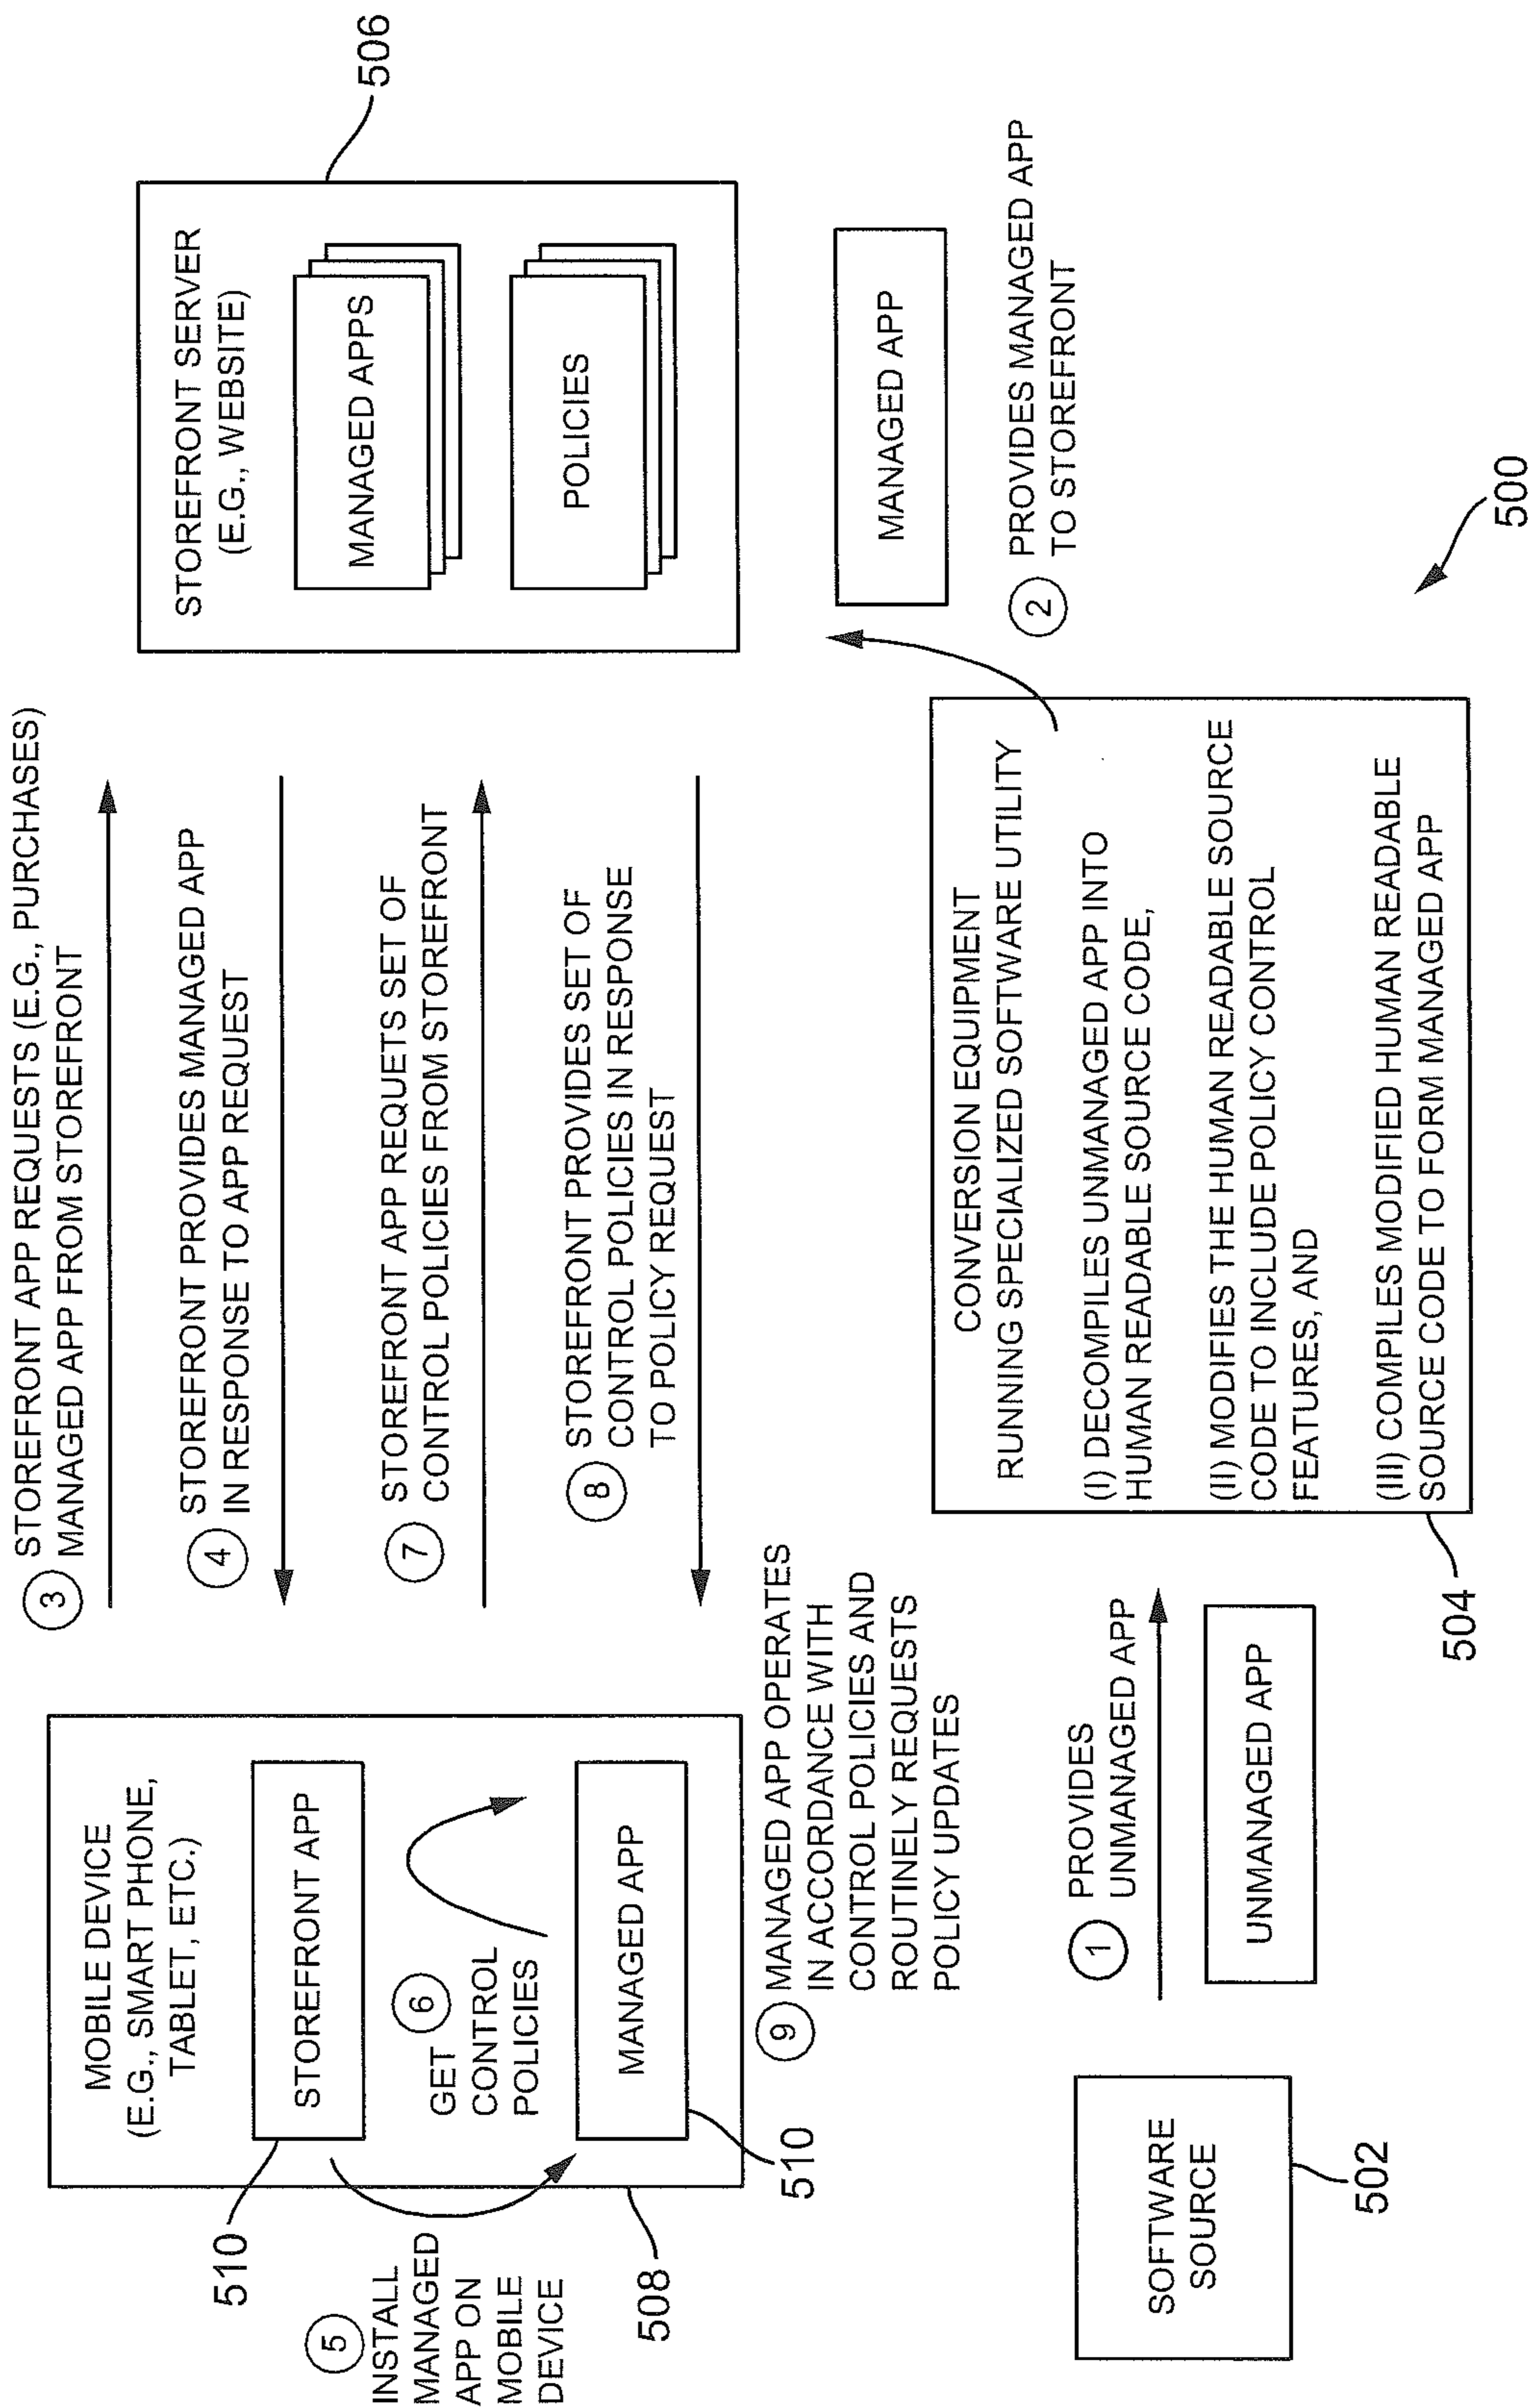 3
STOREFRONT APP REQUESTS (E.G., PURCHASES)
MANAGED APP FROM STOREFRONT
MOBILE DEVICE
(E.G., SMART PHONE,
TABLET, ETC.)
STOREFRONT APP
510
6
GET
CONTROL
POLICIES
MANAGED APP
510
5
INSTALL
MANAGED
APP ON
MOBILE
DEVICE
508
4
STOREFRONT PROVIDES MANAGED APP
IN RESPONSE TO APP REQUEST
7
STOREFRONT APP REQUETS SET OF
CONTROL POLICIES FROM STOREFRONT
8
STOREFRONT PROVIDES SET OF
CONTROL POLICIES IN RESPONSE
TO POLICY REQUEST
STOREFRONT SERVER
(E.G., WEBSITE)
MANAGED APPS
POLICIES
506
9
MANAGED APP OPERATES
IN ACCORDANCE WITH
CONTROL POLICIES AND
ROUTINELY REQUESTS
POLICY UPDATES
MANAGED APP
2
PROVIDES MANAGED APP
TO STOREFRONT
SOFTWARE
SOURCE
502
1
PROVIDES
UNMANAGED APP
UNMANAGED APP
CONVERSION EQUIPMENT
RUNNING SPECIALIZED SOFTWARE UTILITY
(I) DECOMPILES UNMANAGED APP INTO
HUMAN READABLE SOURCE CODE,
(II) MODIFIES THE HUMAN READABLE SOURCE
CODE TO INCLUDE POLICY CONTROL
FEATURES, AND
(III) COMPILES MODIFIED HUMAN READABLE
SOURCE CODE TO FORM MANAGED APP
504
500